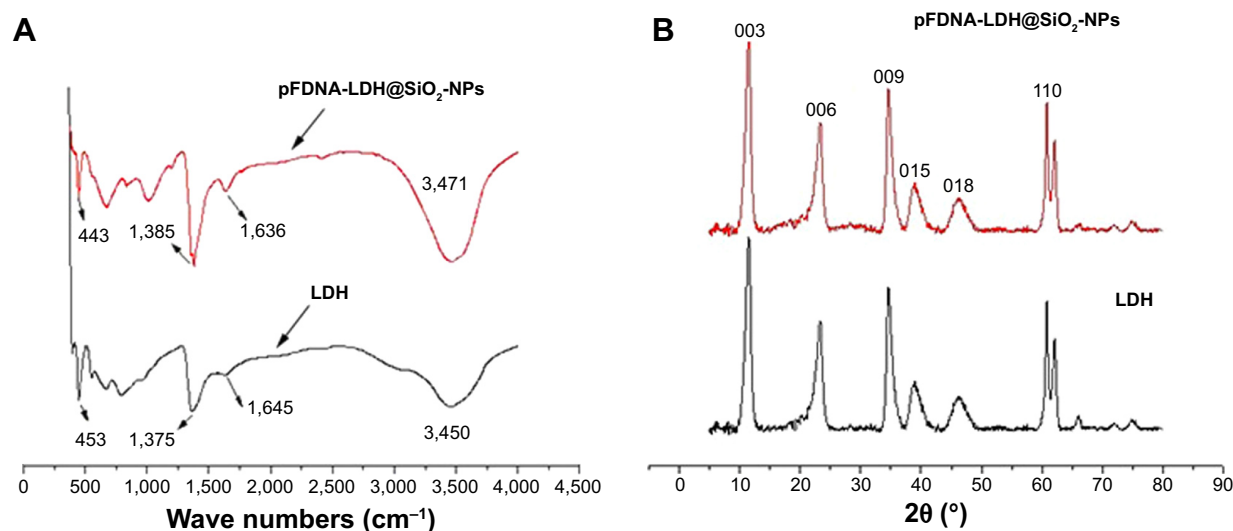 A
pFDNA-LDH@SiO₂-NPs
3,471
443
1,385
1,636
LDH
453
1,375
1,645
3,450
0 500 1,000 1,500 2,000 2,500 3,000 3,500 4,000 4,500
Wave numbers (cm⁻¹)
B
pFDNA-LDH@SiO₂-NPs
003
009
110
006
015
018
LDH
0 10 20 30 40 50 60 70 80 90
2θ (°)